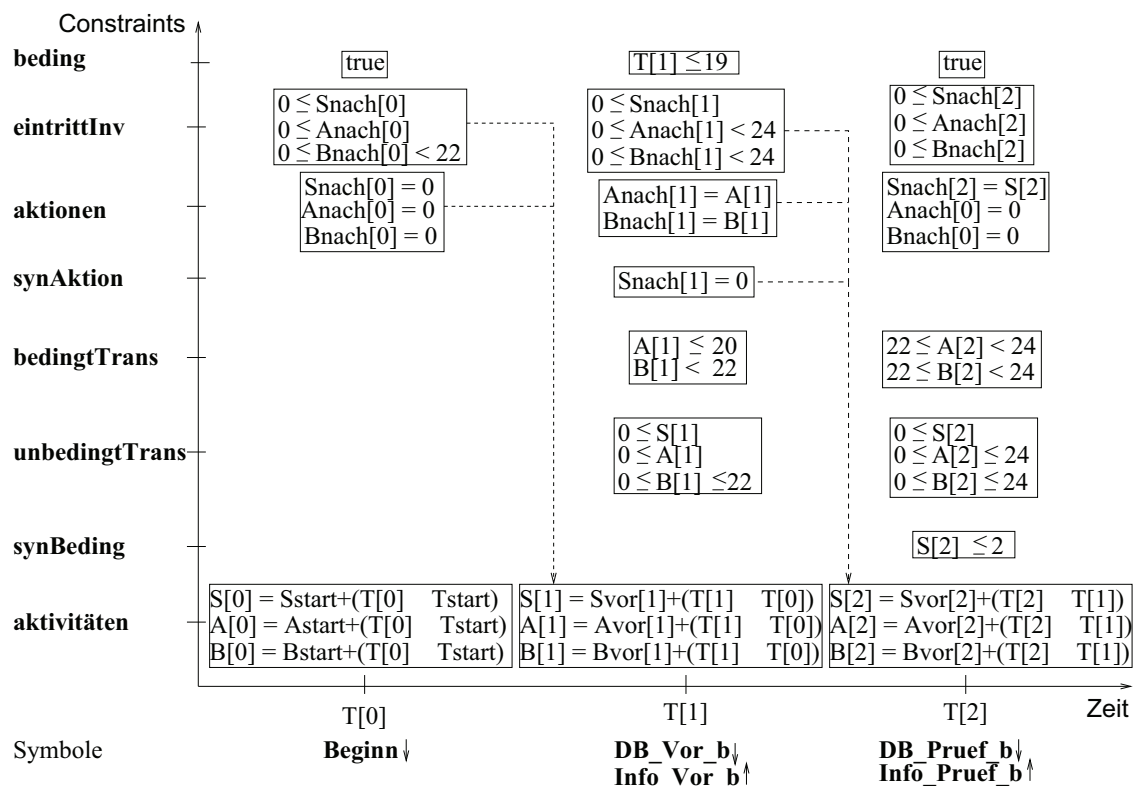 Constraints
beding
true
T[1] ≤19
true
eintrittInv
0 ≤ Snach[0]
0 ≤ Anach[0]
0 ≤ Bnach[0] < 22
0 ≤ Snach[1]
0 ≤ Anach[1] < 24
0 ≤ Bnach[1] < 24
0 ≤ Snach[2]
0 ≤ Anach[2]
0 ≤ Bnach[2]
aktionen
Snach[0] = 0
Anach[0] = 0
Bnach[0] = 0
Anach[1] = A[1]
Bnach[1] = B[1]
Snach[2] = S[2]
Anach[0] = 0
Bnach[0] = 0
synAktion
Snach[1] = 0
bedingtTrans
A[1] ≤ 20
B[1] < 22
22 ≤ A[2] < 24
22 ≤ B[2] < 24
unbedingtTrans
0 ≤ S[1]
0 ≤ A[1]
0 ≤ B[1] ≤22
0 ≤ S[2]
0 ≤ A[2] ≤ 24
0 ≤ B[2] ≤ 24
synBeding
S[2] ≤2
aktivitäten
S[0] = Sstart+(T[0] Tstart)
A[0] = Astart+(T[0] Tstart)
B[0] = Bstart+(T[0] Tstart)
S[1] = Svor[1]+(T[1] T[0])
A[1] = Avor[1]+(T[1] T[0])
B[1] = Bvor[1]+(T[1] T[0])
S[2] = Svor[2]+(T[2] T[1])
A[2] = Avor[2]+(T[2] T[1])
B[2] = Bvor[2]+(T[2] T[1])
T[0]
T[1]
T[2]
Zeit
Symbole
Beginn↓
DB_Vor_b↓
Info_Vor_b↑
DB_Pruef_b↓
Info_Pruef_b↑